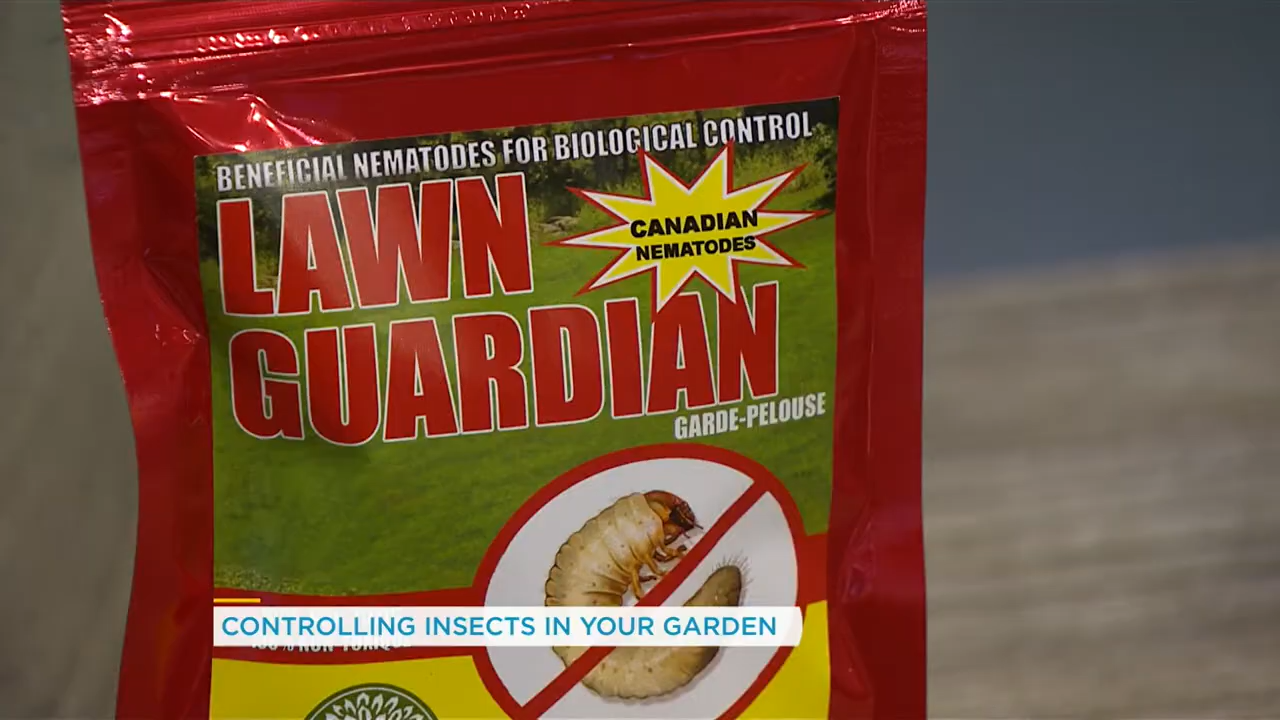 BENEFICIAL NEMATODES FOR BIOLOGICAL CONTROL
LAWN
CANADIAN
NEMATODES
GUARDIAN
GARDE-PELOUSE
CONTROLLING INSECTS IN YOUR GARDEN